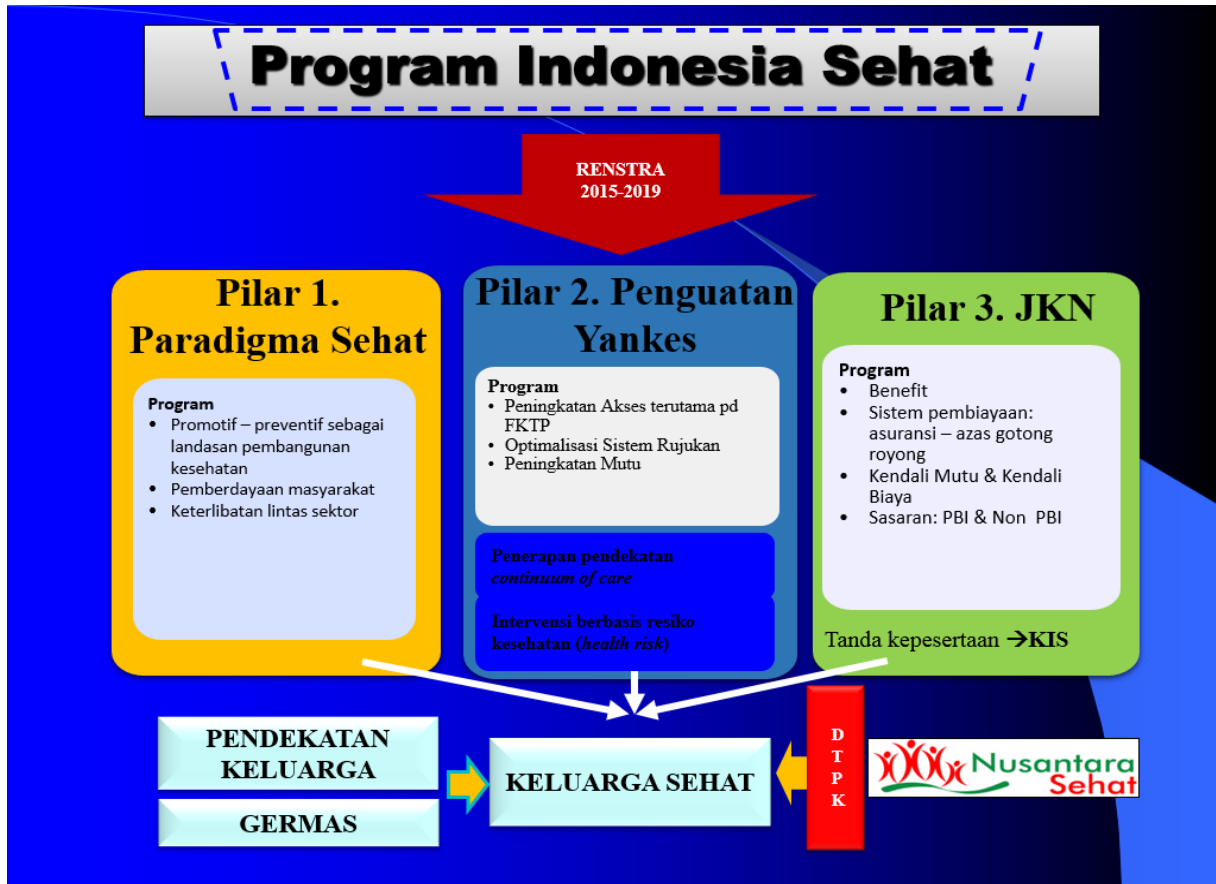 Program Indonesia Sehat
RENSTRA
2015-2019
Pilar 1.
Paradigma Sehat
Program
• Promotif – preventif sebagai
landasan pembangunan
kesehatan
• Pemberdayaan masyarakat
• Keterlibatan lintas sektor
Pilar 2. Penguatan
Yankes
Program
• Peningkatan Akses terutama pd
FKTP
• Optimalisasi Sistem Rujukan
• Peningkatan Mutu
Penerapan pendekatan
continuum of care
Intervensi berbasis resiko
kesehatan (health risk)
Pilar 3. JKN
Program
• Benefit
• Sistem pembiayaan:
asuransi – azas gotong
royong
• Kendali Mutu & Kendali
Biaya
• Sasaran: PBI & Non PBI
Tanda kepesertaan →KIS
PENDEKATAN
KELUARGA
GERMAS
KELUARGA SEHAT
D
T
P
K
Nusantara
Sehat